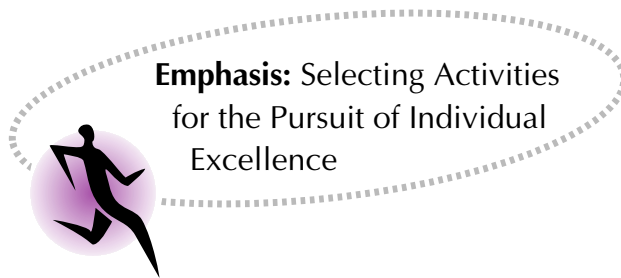 Emphasis: Selecting Activities
for the Pursuit of Individual
Excellence